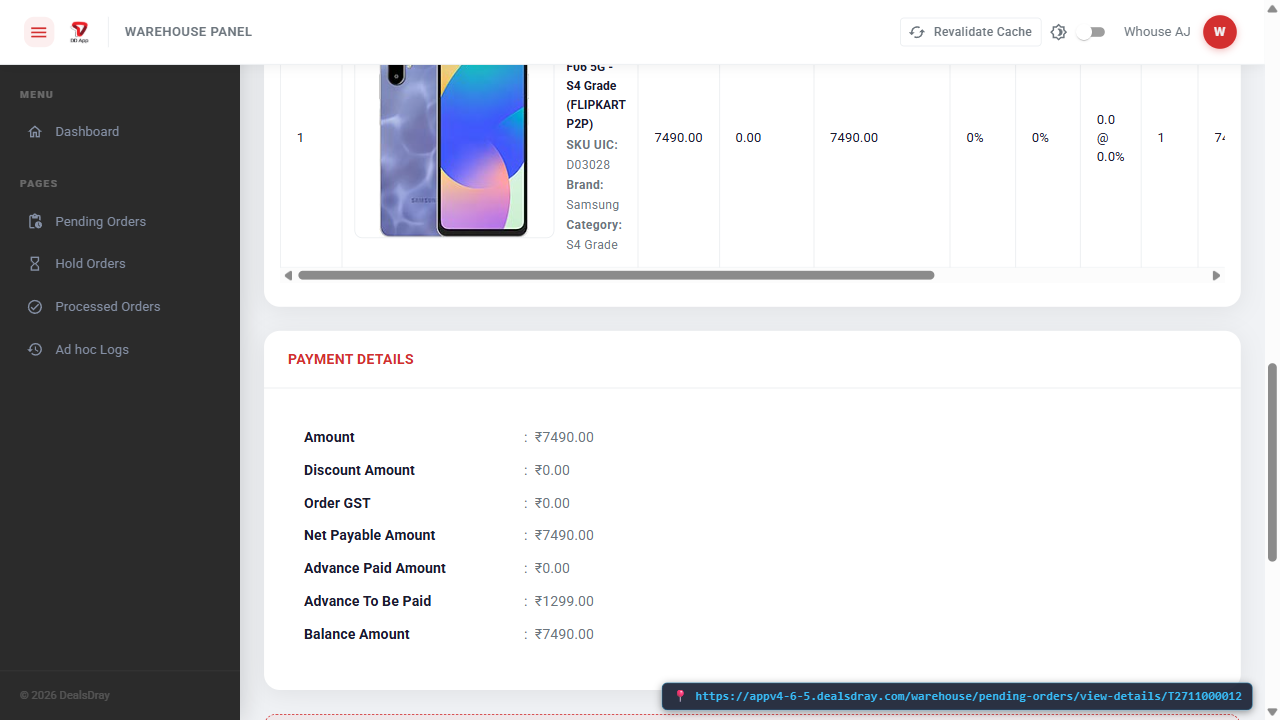 DD App
WAREHOUSE PANEL
Revalidate Cache
Whouse AJ
W
MENU
Dashboard
PAGES
Pending Orders
Hold Orders
Processed Orders
Ad hoc Logs
© 2026 DealsDray
1
SAMSUNG
F06 5G -
S4 Grade
(FLIPKART
P2P)
SKU UIC:
D03028
Brand:
Samsung
Category:
S4 Grade
7490.00
0.00
7490.00
0%
0%
0.0
@
0.0%
1
74
PAYMENT DETAILS
Amount : ₹7490.00
Discount Amount : ₹0.00
Order GST : ₹0.00
Net Payable Amount : ₹7490.00
Advance Paid Amount : ₹0.00
Advance To Be Paid : ₹1299.00
Balance Amount : ₹7490.00
https://appv4-6-5.dealsdray.com/warehouse/pending-orders/view-details/T2711000012